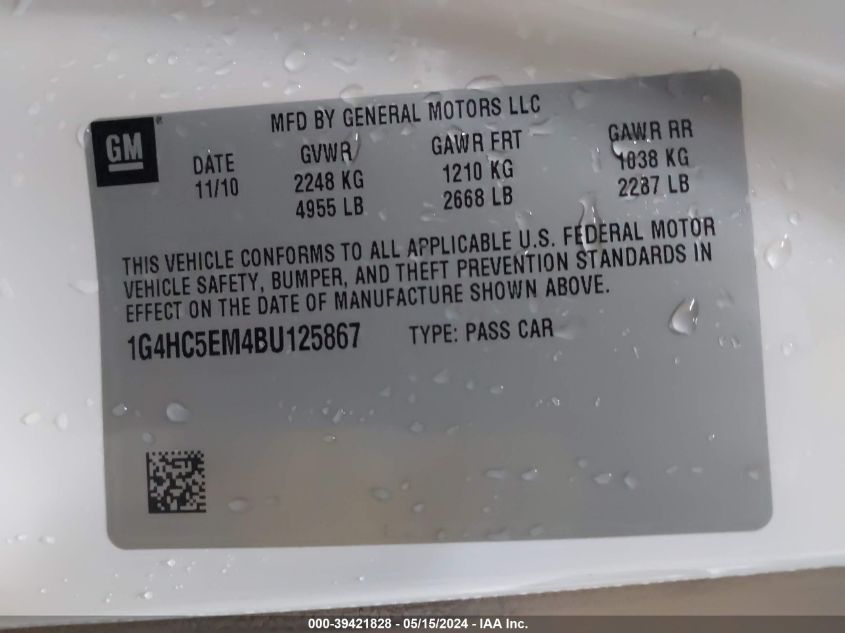 GM ®
MFD BY GENERAL MOTORS LLC
DATE GVWR GAWR FRT GAWR RR
11/10 2248 KG 1210 KG 1038 KG
4955 LB 2668 LB 2287 LB
THIS VEHICLE CONFORMS TO ALL APPLICABLE U.S. FEDERAL MOTOR
VEHICLE SAFETY, BUMPER, AND THEFT PREVENTION STANDARDS IN
EFFECT ON THE DATE OF MANUFACTURE SHOWN ABOVE.
1G4HC5EM4BU125867 TYPE: PASS CAR
000-39421828 - 05/15/2024 - IAA Inc.